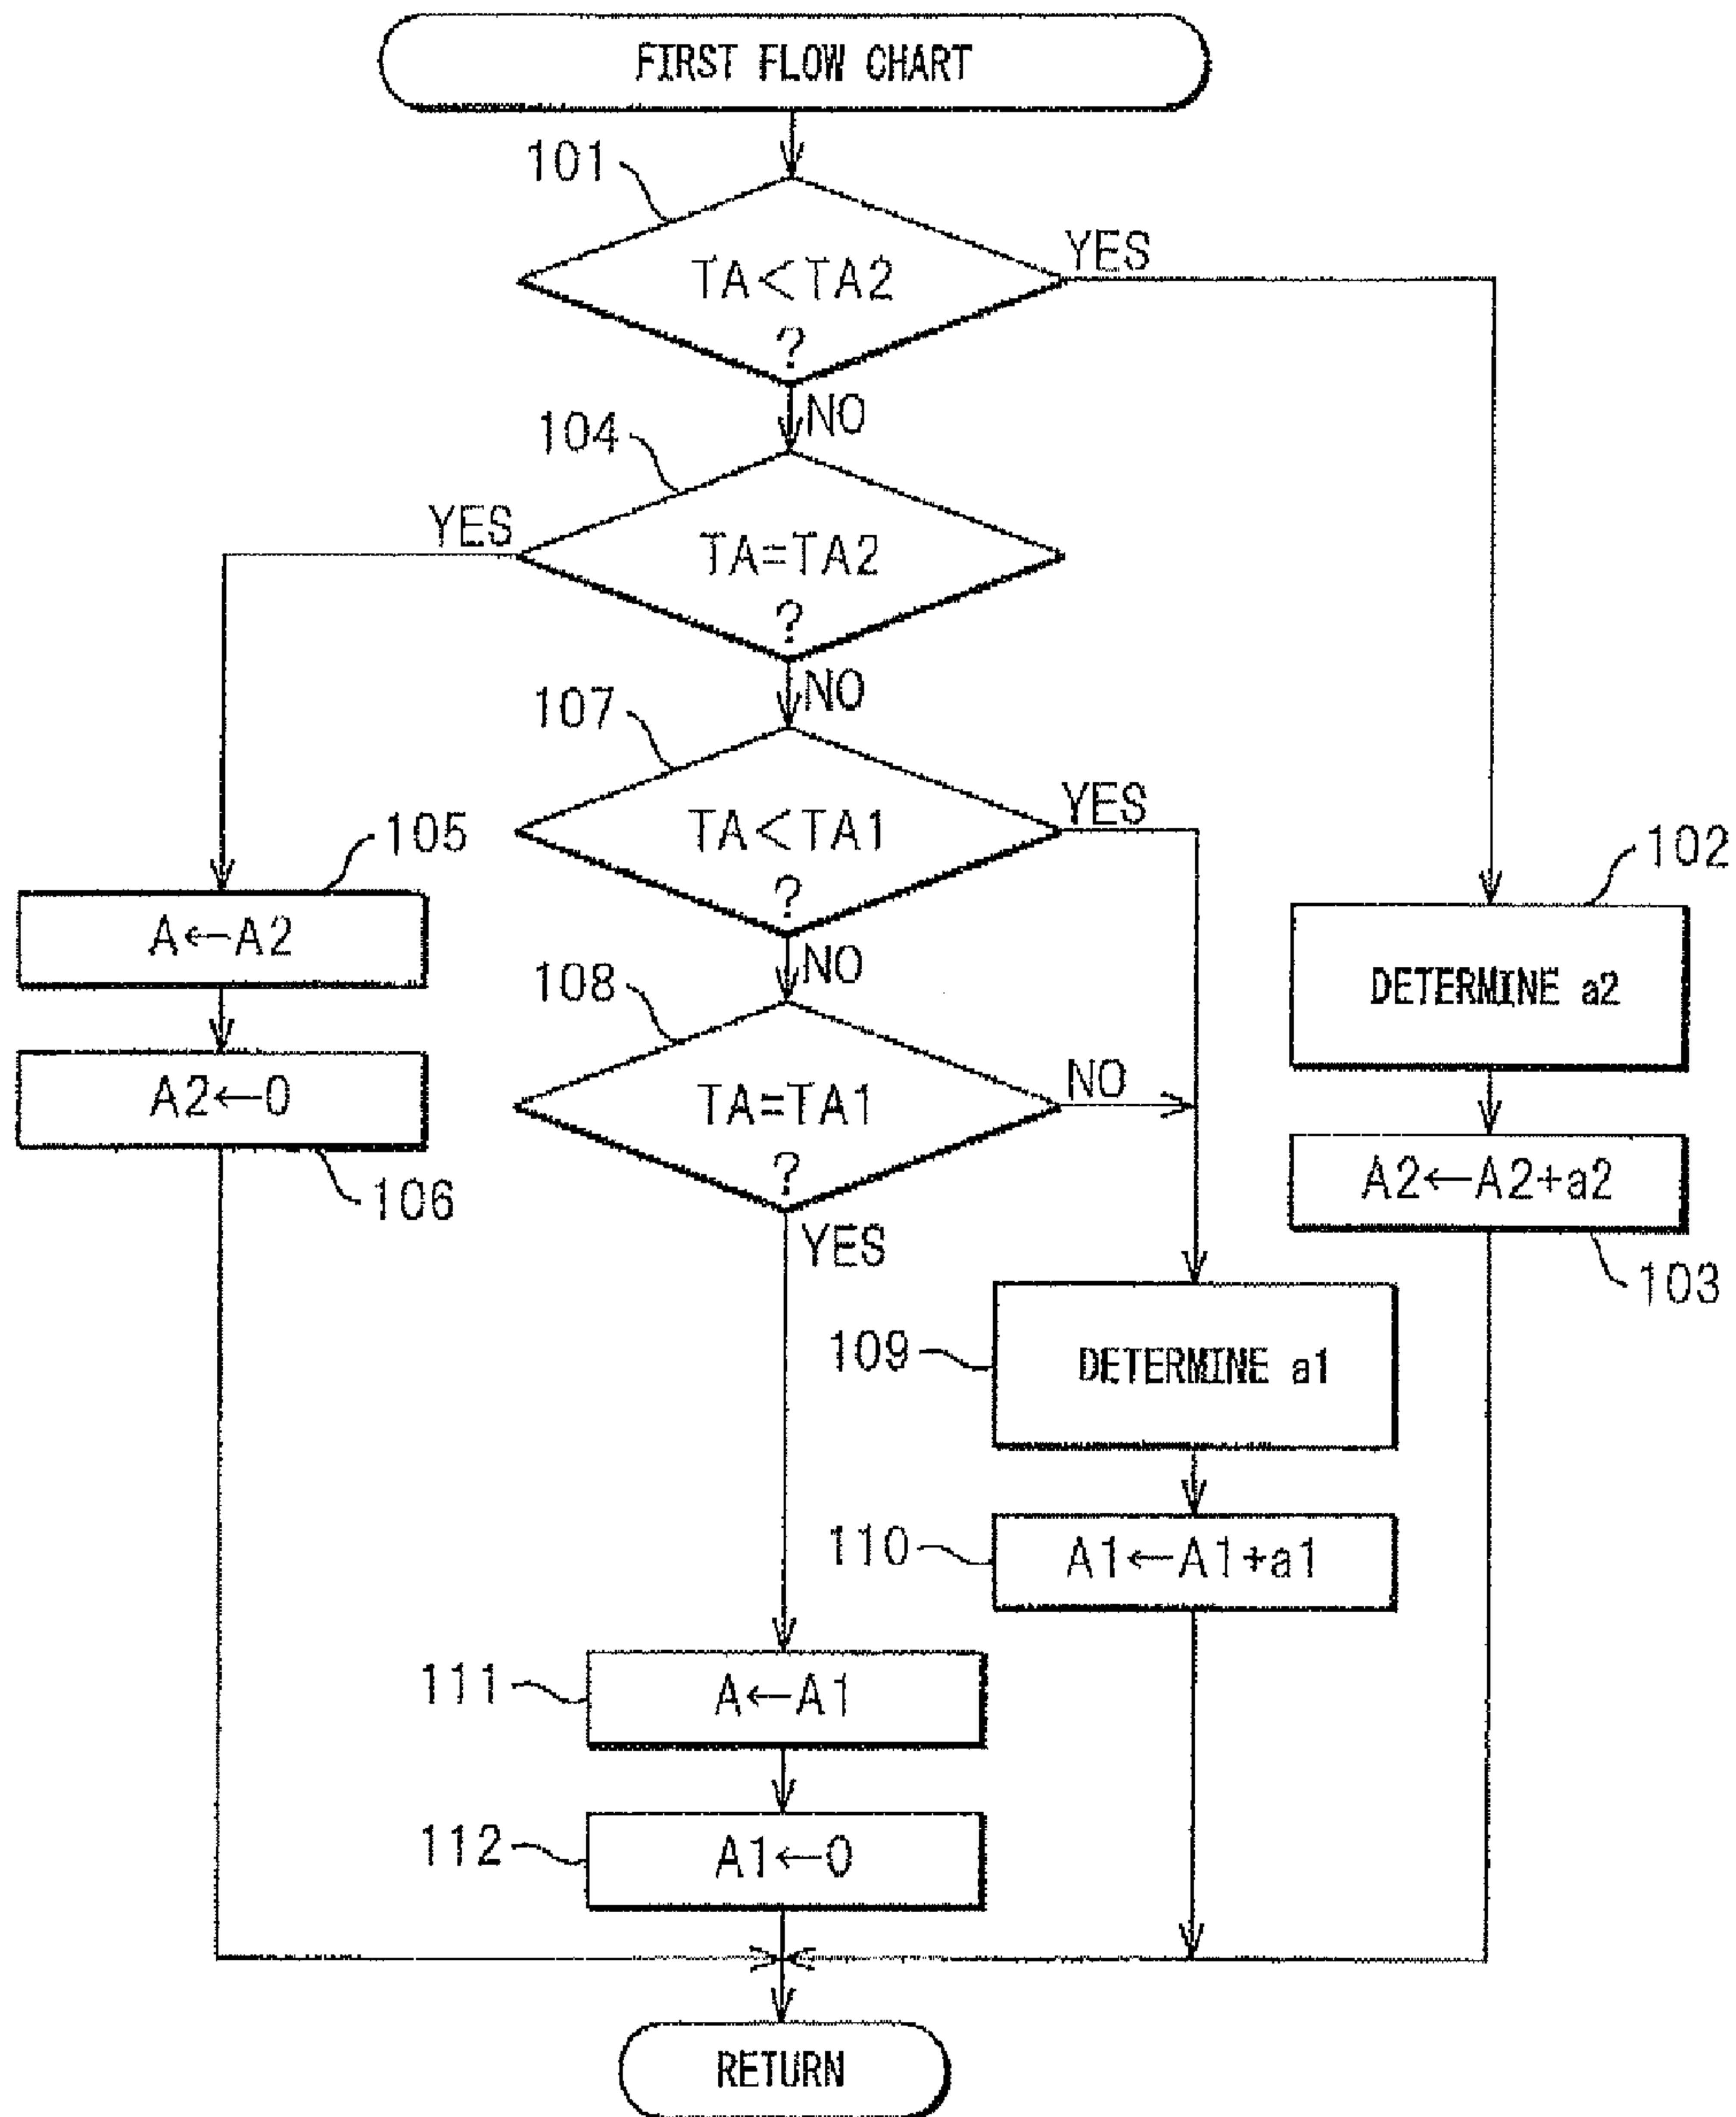 FIRST FLOW CHART
101
TA<TA2
?
YES
NO
104
YES
TA=TA2
?
NO
107
TA<TA1
?
YES
NO
105
A←A2
102
DETERMINE a2
108
TA=TA1
?
NO
YES
A2←0
106
A2←A2+a2
103
109
DETERMINE a1
110
A1←A1+a1
111
A←A1
112
A1←0
RETURN